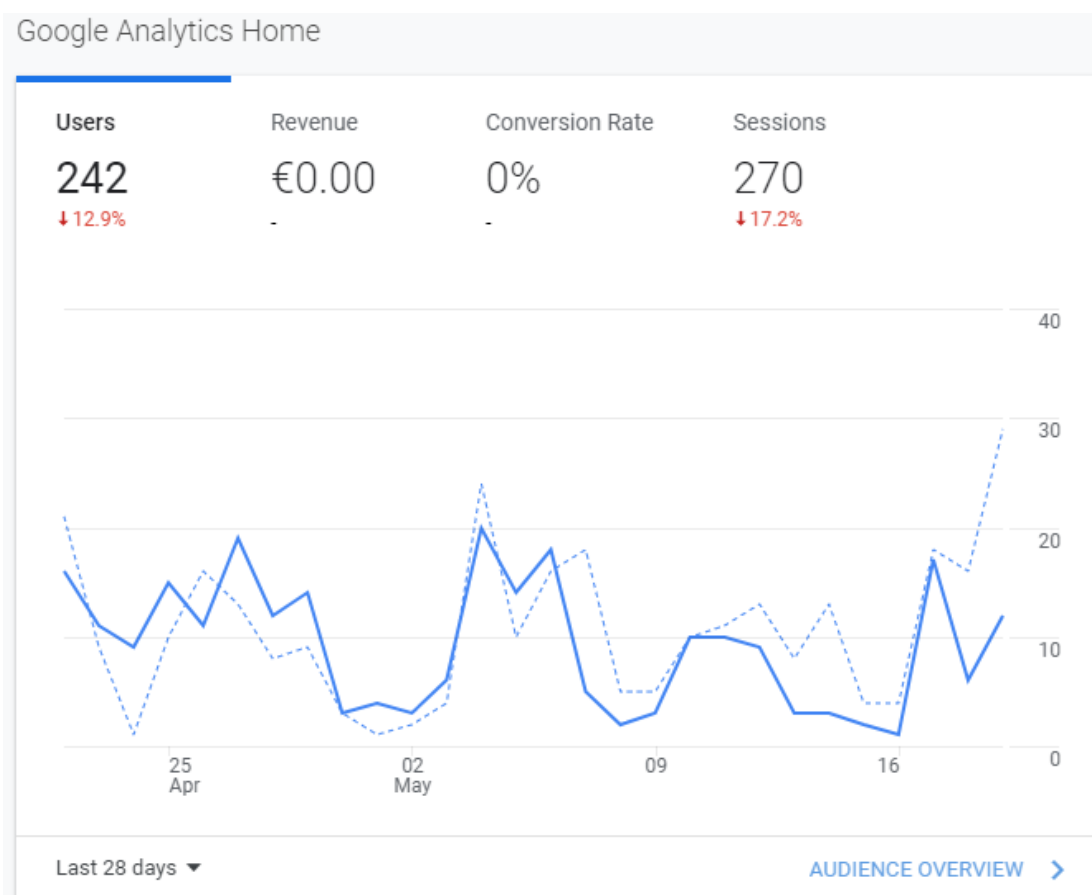 Google Analytics Home
Users Revenue Conversion Rate Sessions
242 €0.00 0% 270
↓12.9% - - ↓17.2%
40
30
20
10
0
25 02 09 16
Apr May
Last 28 days AUDIENCE OVERVIEW